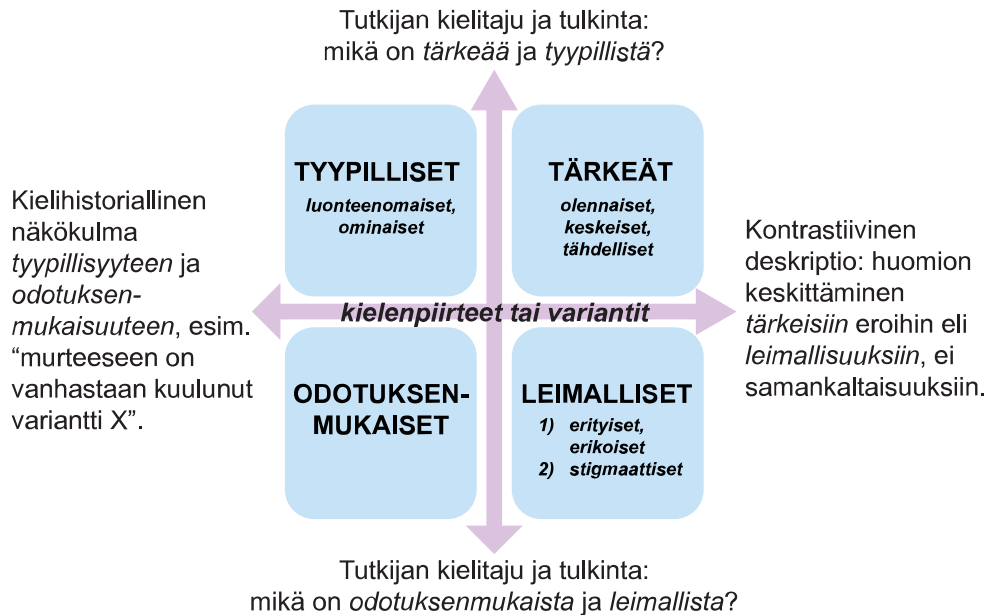 Tutkijan kielitaju ja tulkinta:
mikä on tärkeää ja tyypillistä?
TYYPILLISET
luonteenomaiset,
ominaiset
TÄRKEÄT
olennaiset,
keskeiset,
tähdelliset
Kielihistoriallinen
näkökulma
tyypillisyyteen ja
odotuksen-
mukaisuuteen, esim.
“murteeseen on
vanhastaan kuulunut
variantti X”.
kielenpiirteet tai variantit
Kontrastiivinen
deskriptio: huomion
keskittäminen
tärkeisiin eroihin eli
leimallisuuksiin, ei
samankaltaisuuksiin.
ODOTUKSEN-
MUKAISET
LEIMALLISET
1) erityiset,
erikoiset
2) stigmaattiset
Tutkijan kielitaju ja tulkinta:
mikä on odotuksenmukaista ja leimallista?